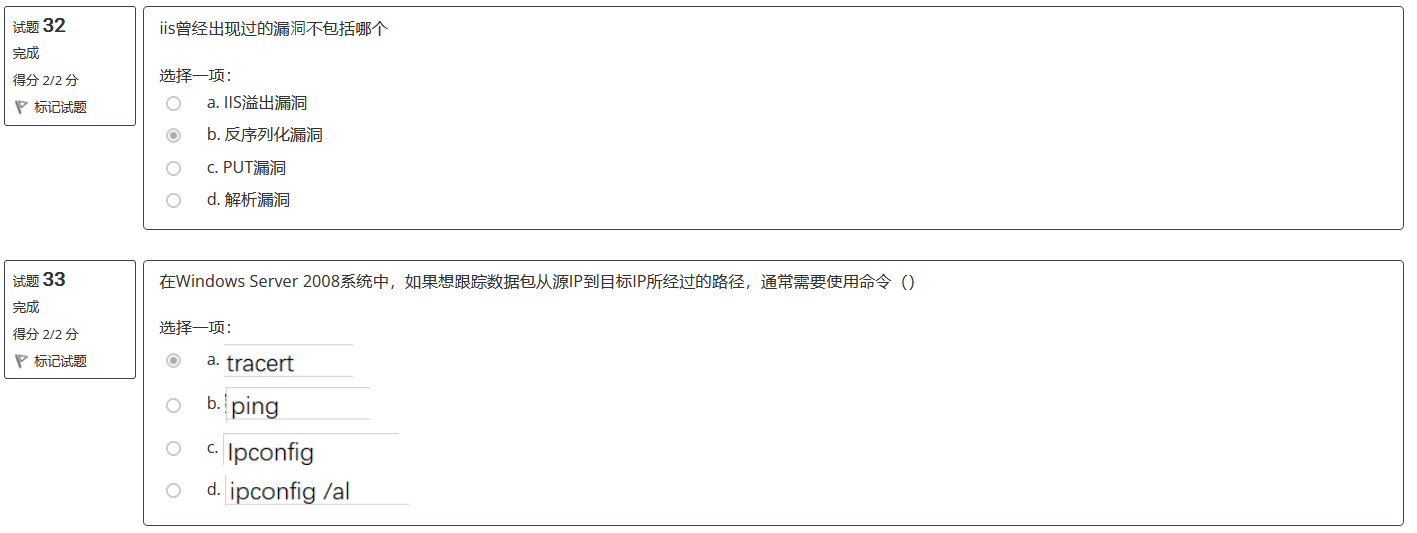 试题 32
完成
得分 2/2 分
标记试题
iis曾经出现过的漏洞不包括哪个
选择一项：
a. IIS溢出漏洞
b. 反序列化漏洞
c. PUT漏洞
d. 解析漏洞
试题 33
完成
得分 2/2 分
标记试题
在Windows Server 2008系统中，如果想跟踪数据包从源IP到目标IP所经过的路径，通常需要使用命令（）
选择一项：
a. tracert
b. ping
c. Ipconfig
d. ipconfig /al